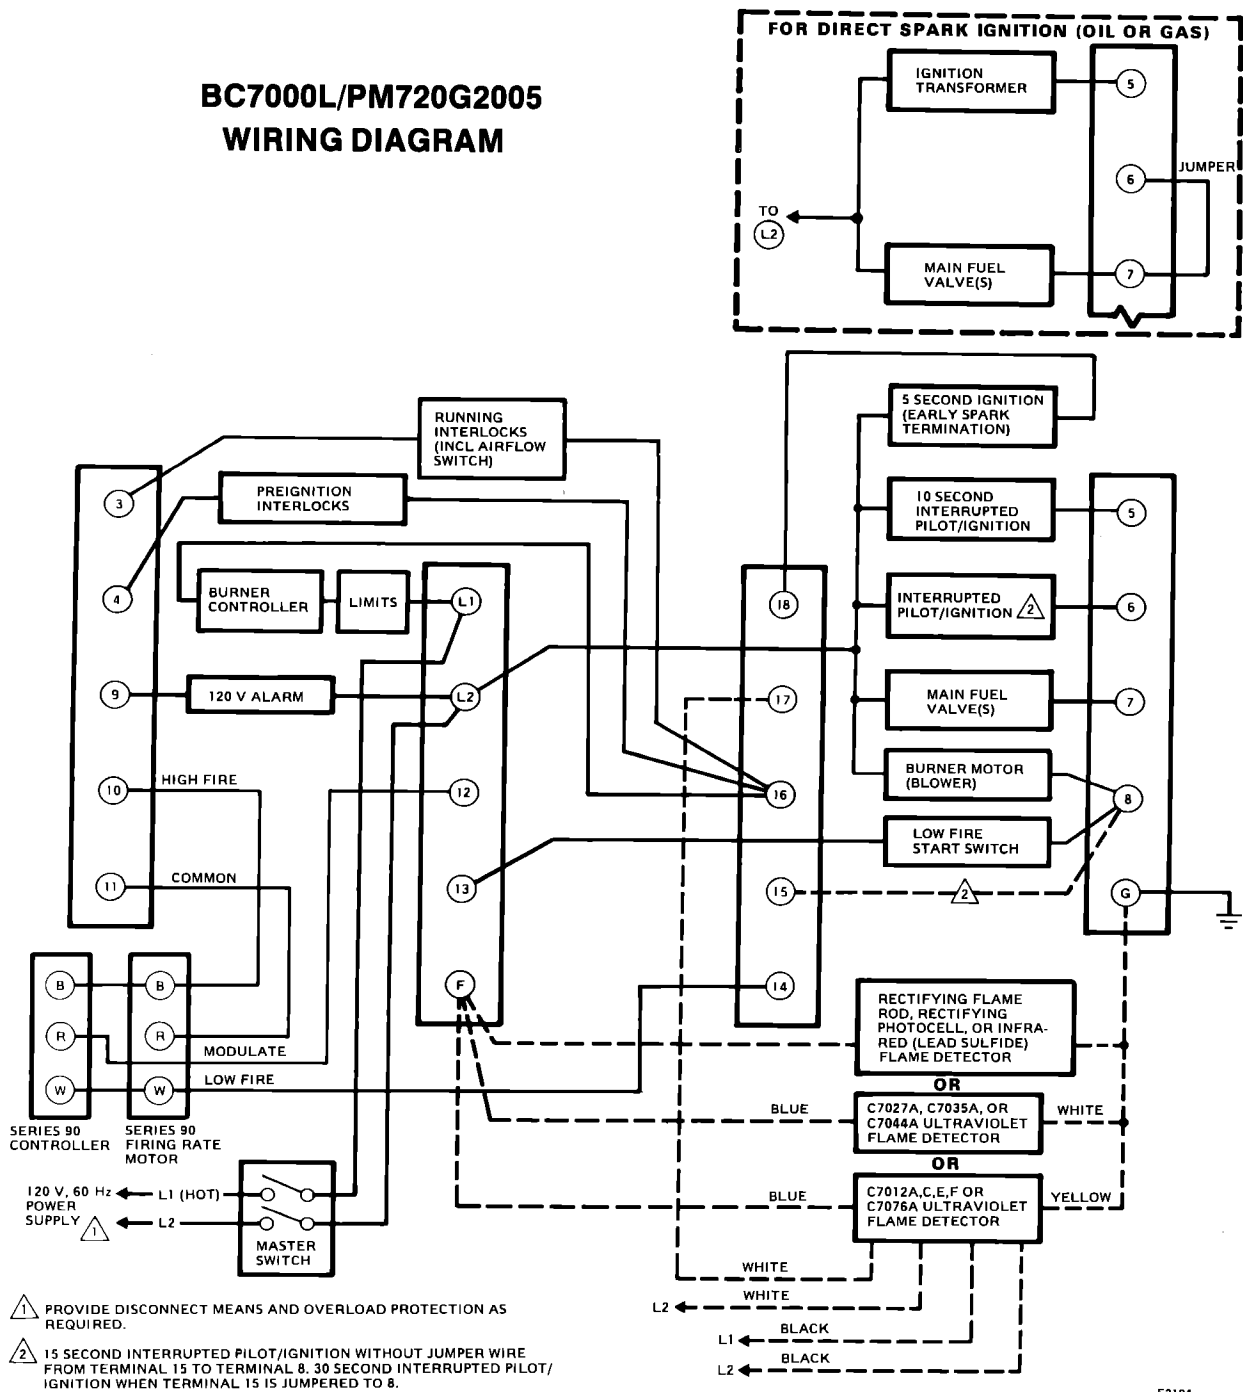 FOR DIRECT SPARK IGNITION (OIL OR GAS)
BC7000L/PM720G2005
WIRING DIAGRAM
IGNITION
TRANSFORMER
5
6
JUMPER
TO
L2
MAIN FUEL
VALVE(S)
7
RUNNING
INTERLOCKS
(INCL AIRFLOW
SWITCH)
5 SECOND IGNITION
(EARLY SPARK
TERMINATION)
3
PREIGNITION
INTERLOCKS
10 SECOND
INTERRUPTED
PILOT/IGNITION
5
4
BURNER
CONTROLLER
LIMITS
L1
18
INTERRUPTED
PILOT/IGNITION 2
6
9
120 V ALARM
L2
17
MAIN FUEL
VALVE(S)
7
10
HIGH FIRE
12
16
BURNER MOTOR
(BLOWER)
8
LOW FIRE
START SWITCH
11
COMMON
13
15
2
G
B
B
F
14
RECTIFYING FLAME
ROD, RECTIFYING
PHOTOCELL, OR INFRA-
RED (LEAD SULFIDE)
FLAME DETECTOR
R
R
MODULATE
OR
W
W
LOW FIRE
BLUE
C7027A, C7035A, OR
C7044A ULTRAVIOLET
FLAME DETECTOR
WHITE
SERIES 90
CONTROLLER
SERIES 90
FIRING RATE
MOTOR
OR
120 V, 60 Hz
POWER
SUPPLY 1
L1 (HOT)
L2
MASTER
SWITCH
BLUE
C7012A,C,E,F OR
C7076A ULTRAVIOLET
FLAME DETECTOR
YELLOW
WHITE
L2
WHITE
L1
BLACK
L2
BLACK
1 PROVIDE DISCONNECT MEANS AND OVERLOAD PROTECTION AS
REQUIRED.
2 15 SECOND INTERRUPTED PILOT/IGNITION WITHOUT JUMPER WIRE
FROM TERMINAL 15 TO TERMINAL 8. 30 SECOND INTERRUPTED PILOT/
IGNITION WHEN TERMINAL 15 IS JUMPERED TO 8.